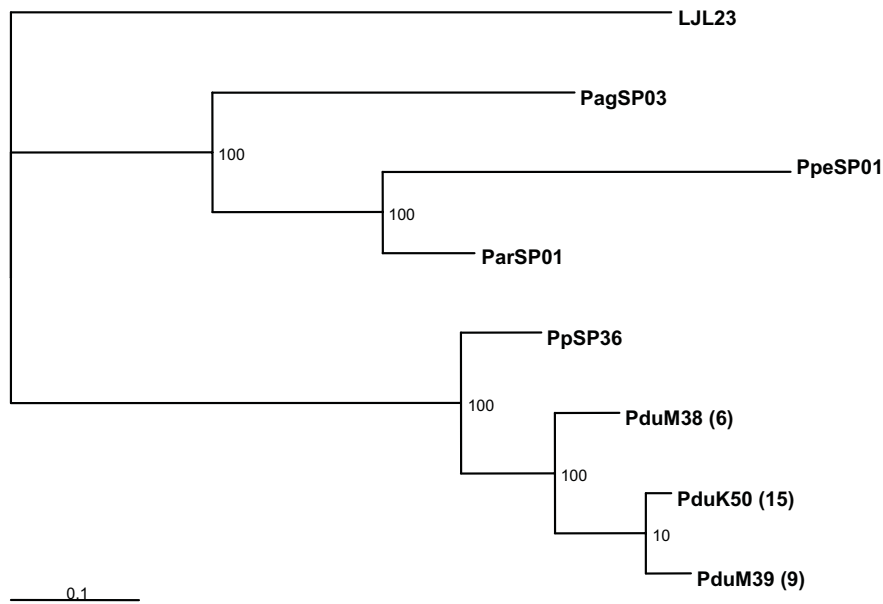 LJL23
PagSP03
100
PpeSP01
100
ParSP01
PpSP36
100
PduM38 (6)
100
PduK50 (15)
10
PduM39 (9)
0.1